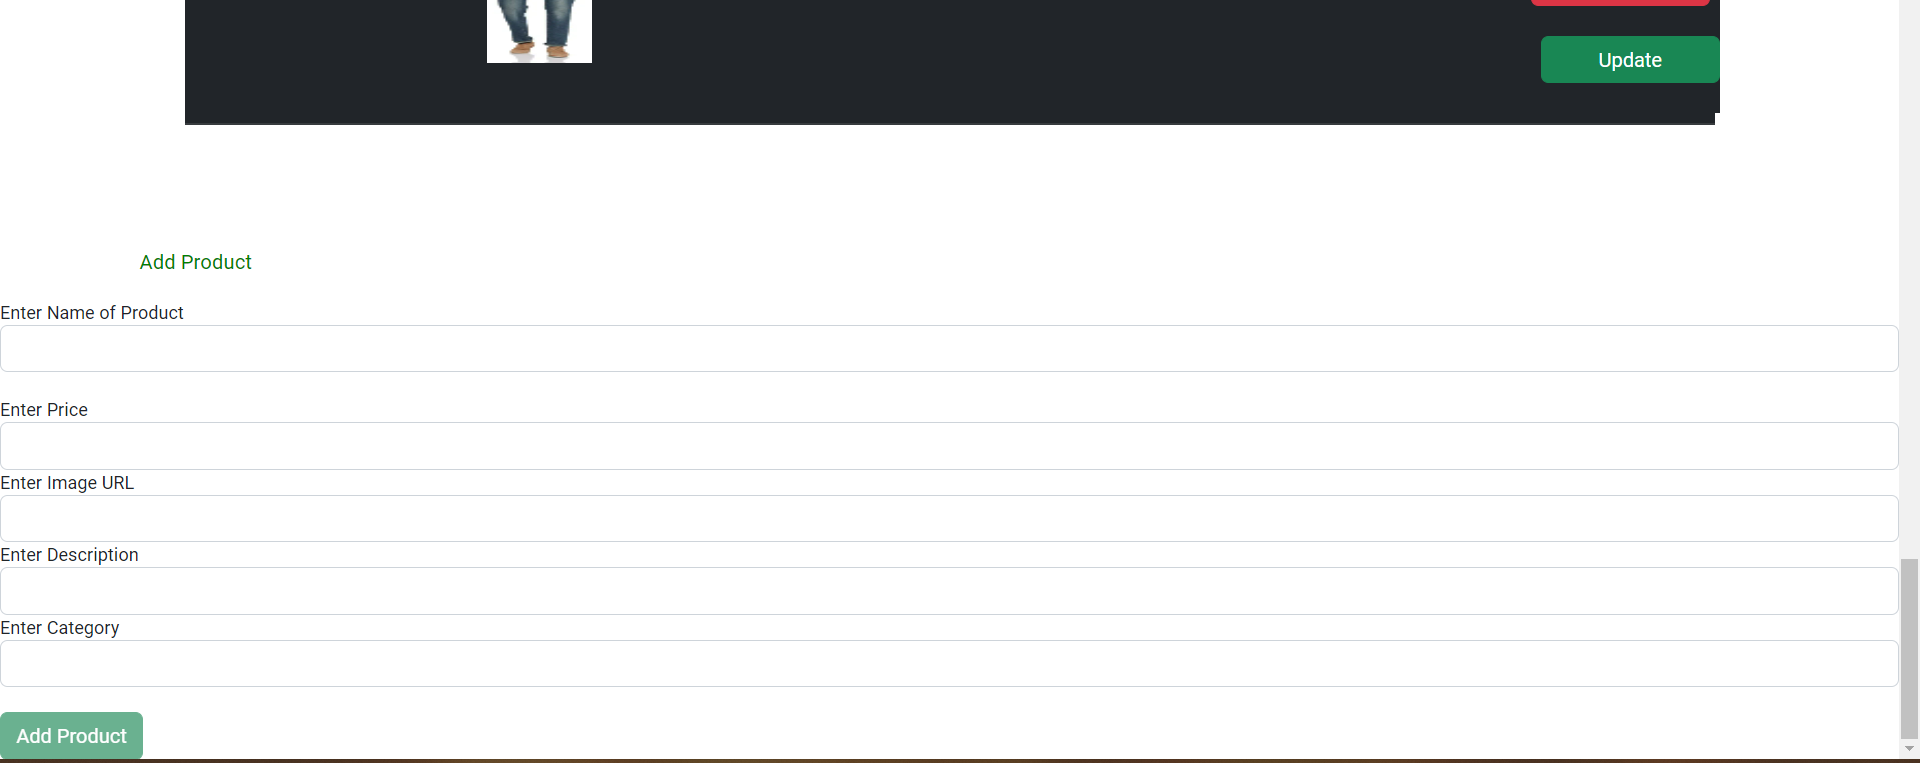 Update
Add Product
Enter Name of Product
Enter Price
Enter Image URL
Enter Description
Enter Category
Add Product